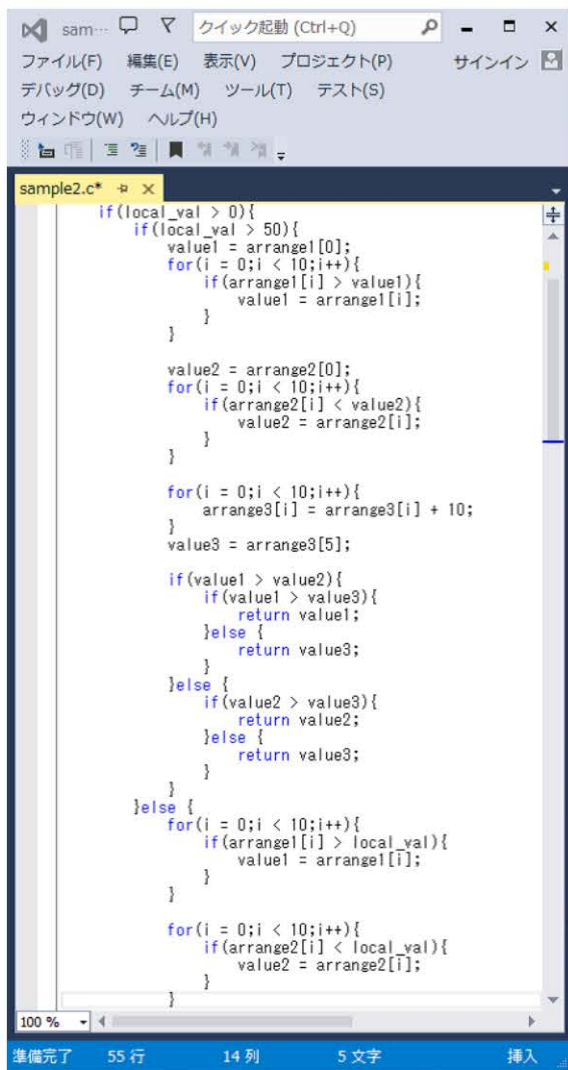 sam… クイック起動 (Ctrl+Q)
ファイル(F) 編集(E) 表示(V) プロジェクト(P) サインイン
デバッグ(D) チーム(M) ツール(T) テスト(S)
ウィンドウ(W) ヘルプ(H)
sample2.c*
if(local_val > 0){
if(local_val > 50){
value1 = arrange1[0];
for(i = 0;i < 10;i++){
if(arrange1[i] > value1){
value1 = arrange1[i];
}
}
value2 = arrange2[0];
for(i = 0;i < 10;i++){
if(arrange2[i] < value2){
value2 = arrange2[i];
}
}
for(i = 0;i < 10;i++){
arrange3[i] = arrange3[i] + 10;
}
value3 = arrange3[5];
if(value1 > value2){
if(value1 > value3){
return value1;
}else {
return value3;
}
}else {
if(value2 > value3){
return value2;
}else {
return value3;
}
}
}else {
for(i = 0;i < 10;i++){
if(arrange1[i] > local_val){
value1 = arrange1[i];
}
}
for(i = 0;i < 10;i++){
if(arrange2[i] < local_val){
value2 = arrange2[i];
}
}
100 %
準備完了 55 行 14 列 5 文字 挿入